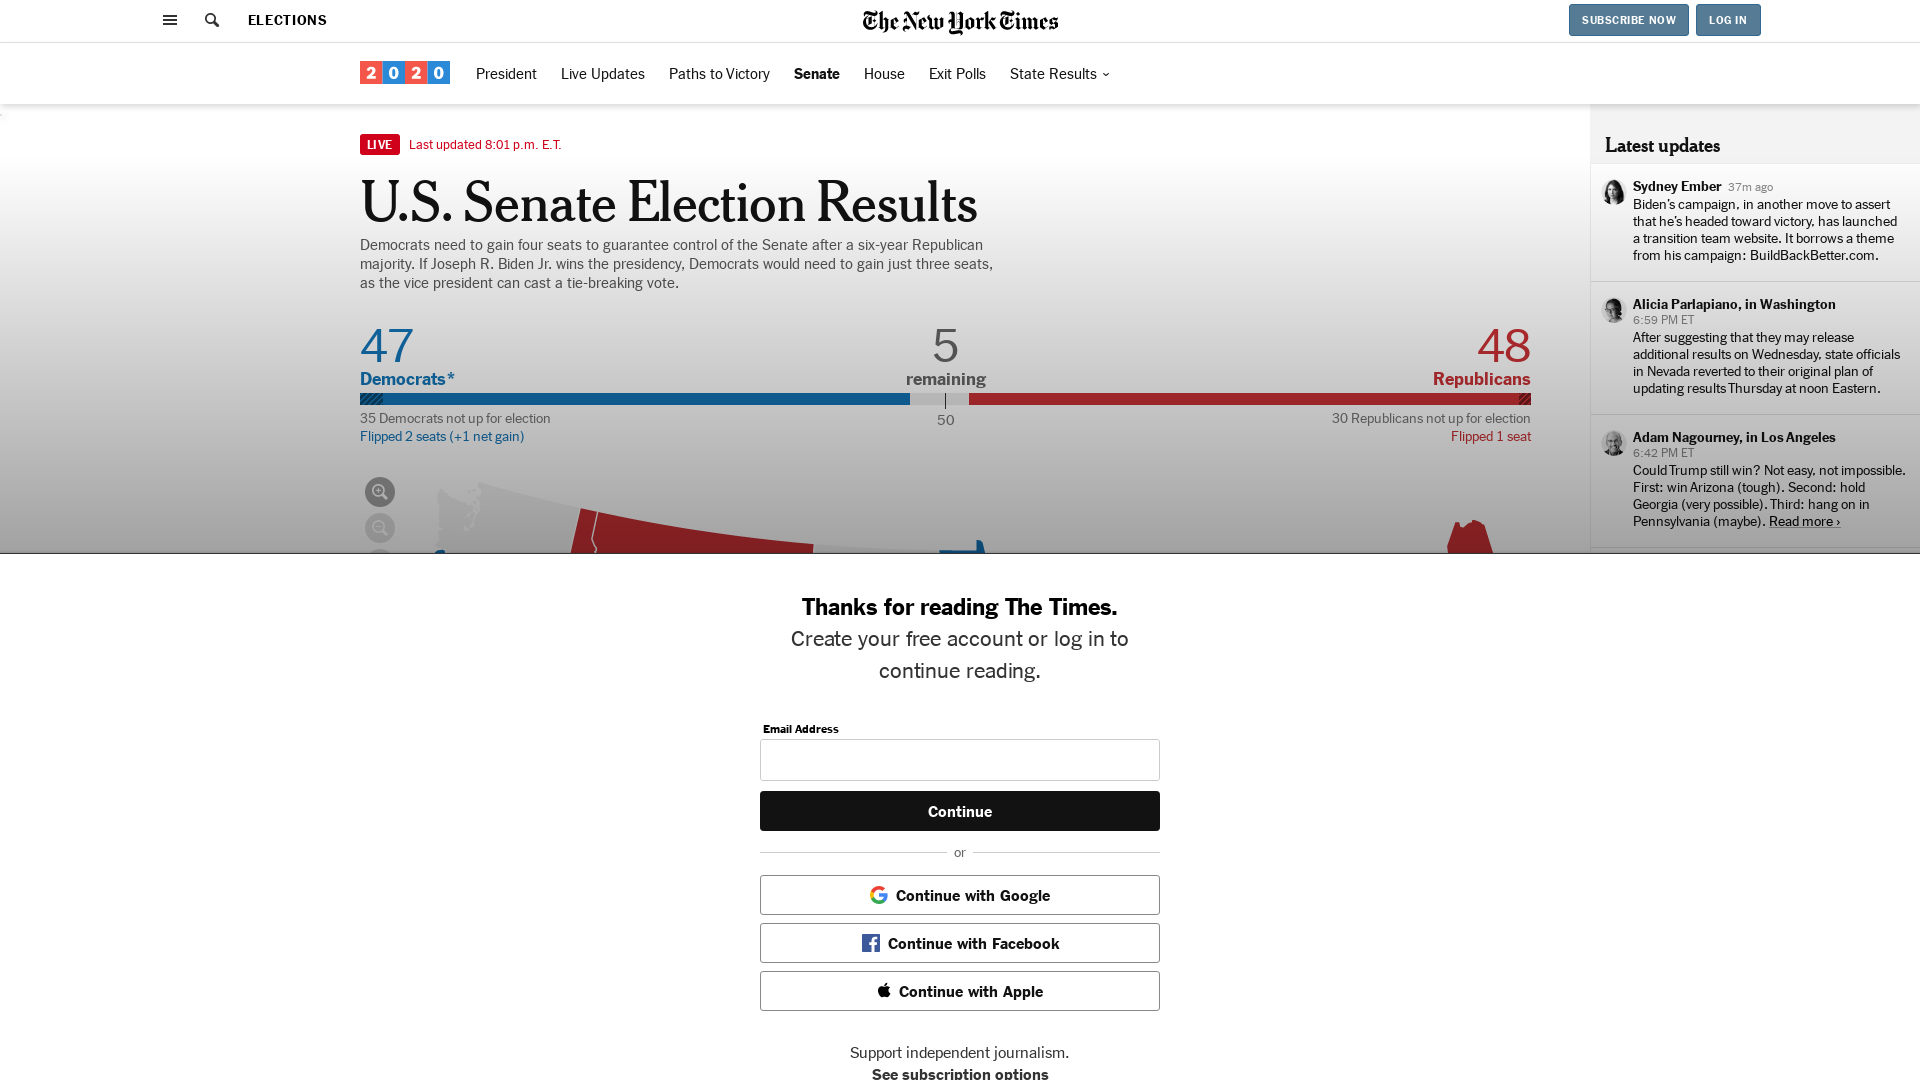 ELECTIONS
The New York Times
SUBSCRIBE NOW
LOG IN
2020
President
Live Updates
Paths to Victory
Senate
House
Exit Polls
State Results
LIVE
Last updated 8:01 p.m. E.T.
U.S. Senate Election Results
Democrats need to gain four seats to guarantee control of the Senate after a six-year Republican
majority. If Joseph R. Biden Jr. wins the presidency, Democrats would need to gain just three seats,
as the vice president can cast a tie-breaking vote.
47
5
48
Democrats*
remaining
Republicans
35 Democrats not up for election
50
30 Republicans not up for election
Flipped 2 seats (+1 net gain)
Flipped 1 seat
Latest updates
Sydney Ember 37m ago
Biden’s campaign, in another move to assert
that he’s headed toward victory, has launched
a transition team website. It borrows a theme
from his campaign: BuildBackBetter.com.
Alicia Parlapiano, in Washington
6:59 PM ET
After suggesting that they may release
additional results on Wednesday, state officials
in Nevada reverted to their original plan of
updating results Thursday at noon Eastern.
Adam Nagourney, in Los Angeles
6:42 PM ET
Could Trump still win? Not easy, not impossible.
First: win Arizona (tough). Second: hold
Georgia (very possible). Third: hang on in
Pennsylvania (maybe). Read more ›
Thanks for reading The Times.
Create your free account or log in to
continue reading.
Email Address
Continue
or
Continue with Google
Continue with Facebook
Continue with Apple
Support independent journalism.
See subscription options